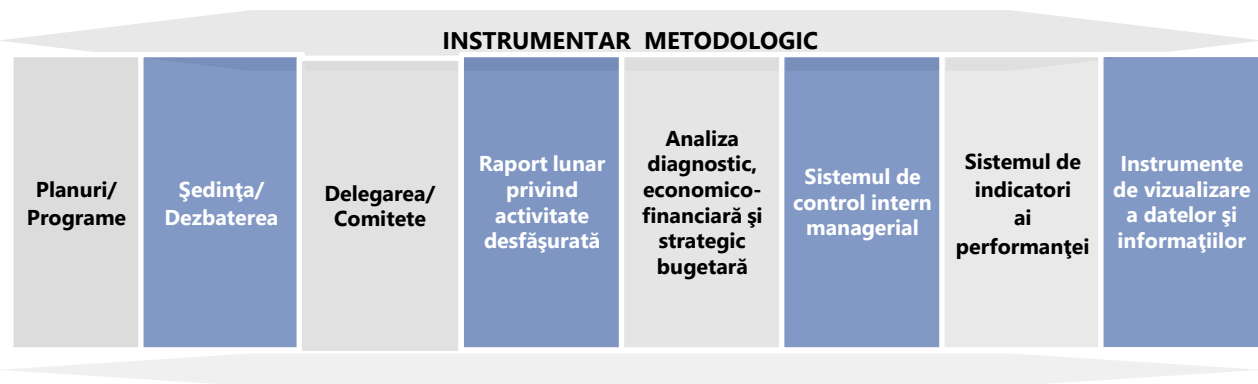 INSTRUMENTAR METODOLOGIC
Planuri/
Programe
Şedinţa/
Dezbaterea
Delegarea/
Comitete
Raport lunar
privind
activitate
desfăşurată
Analiza
diagnostic,
economico-
financiară şi
strategic
bugetară
Sistemul de
control intern
managerial
Sistemul de
indicatori
ai
performanţei
Instrumente
de vizualizare
a datelor şi
informaţiilor